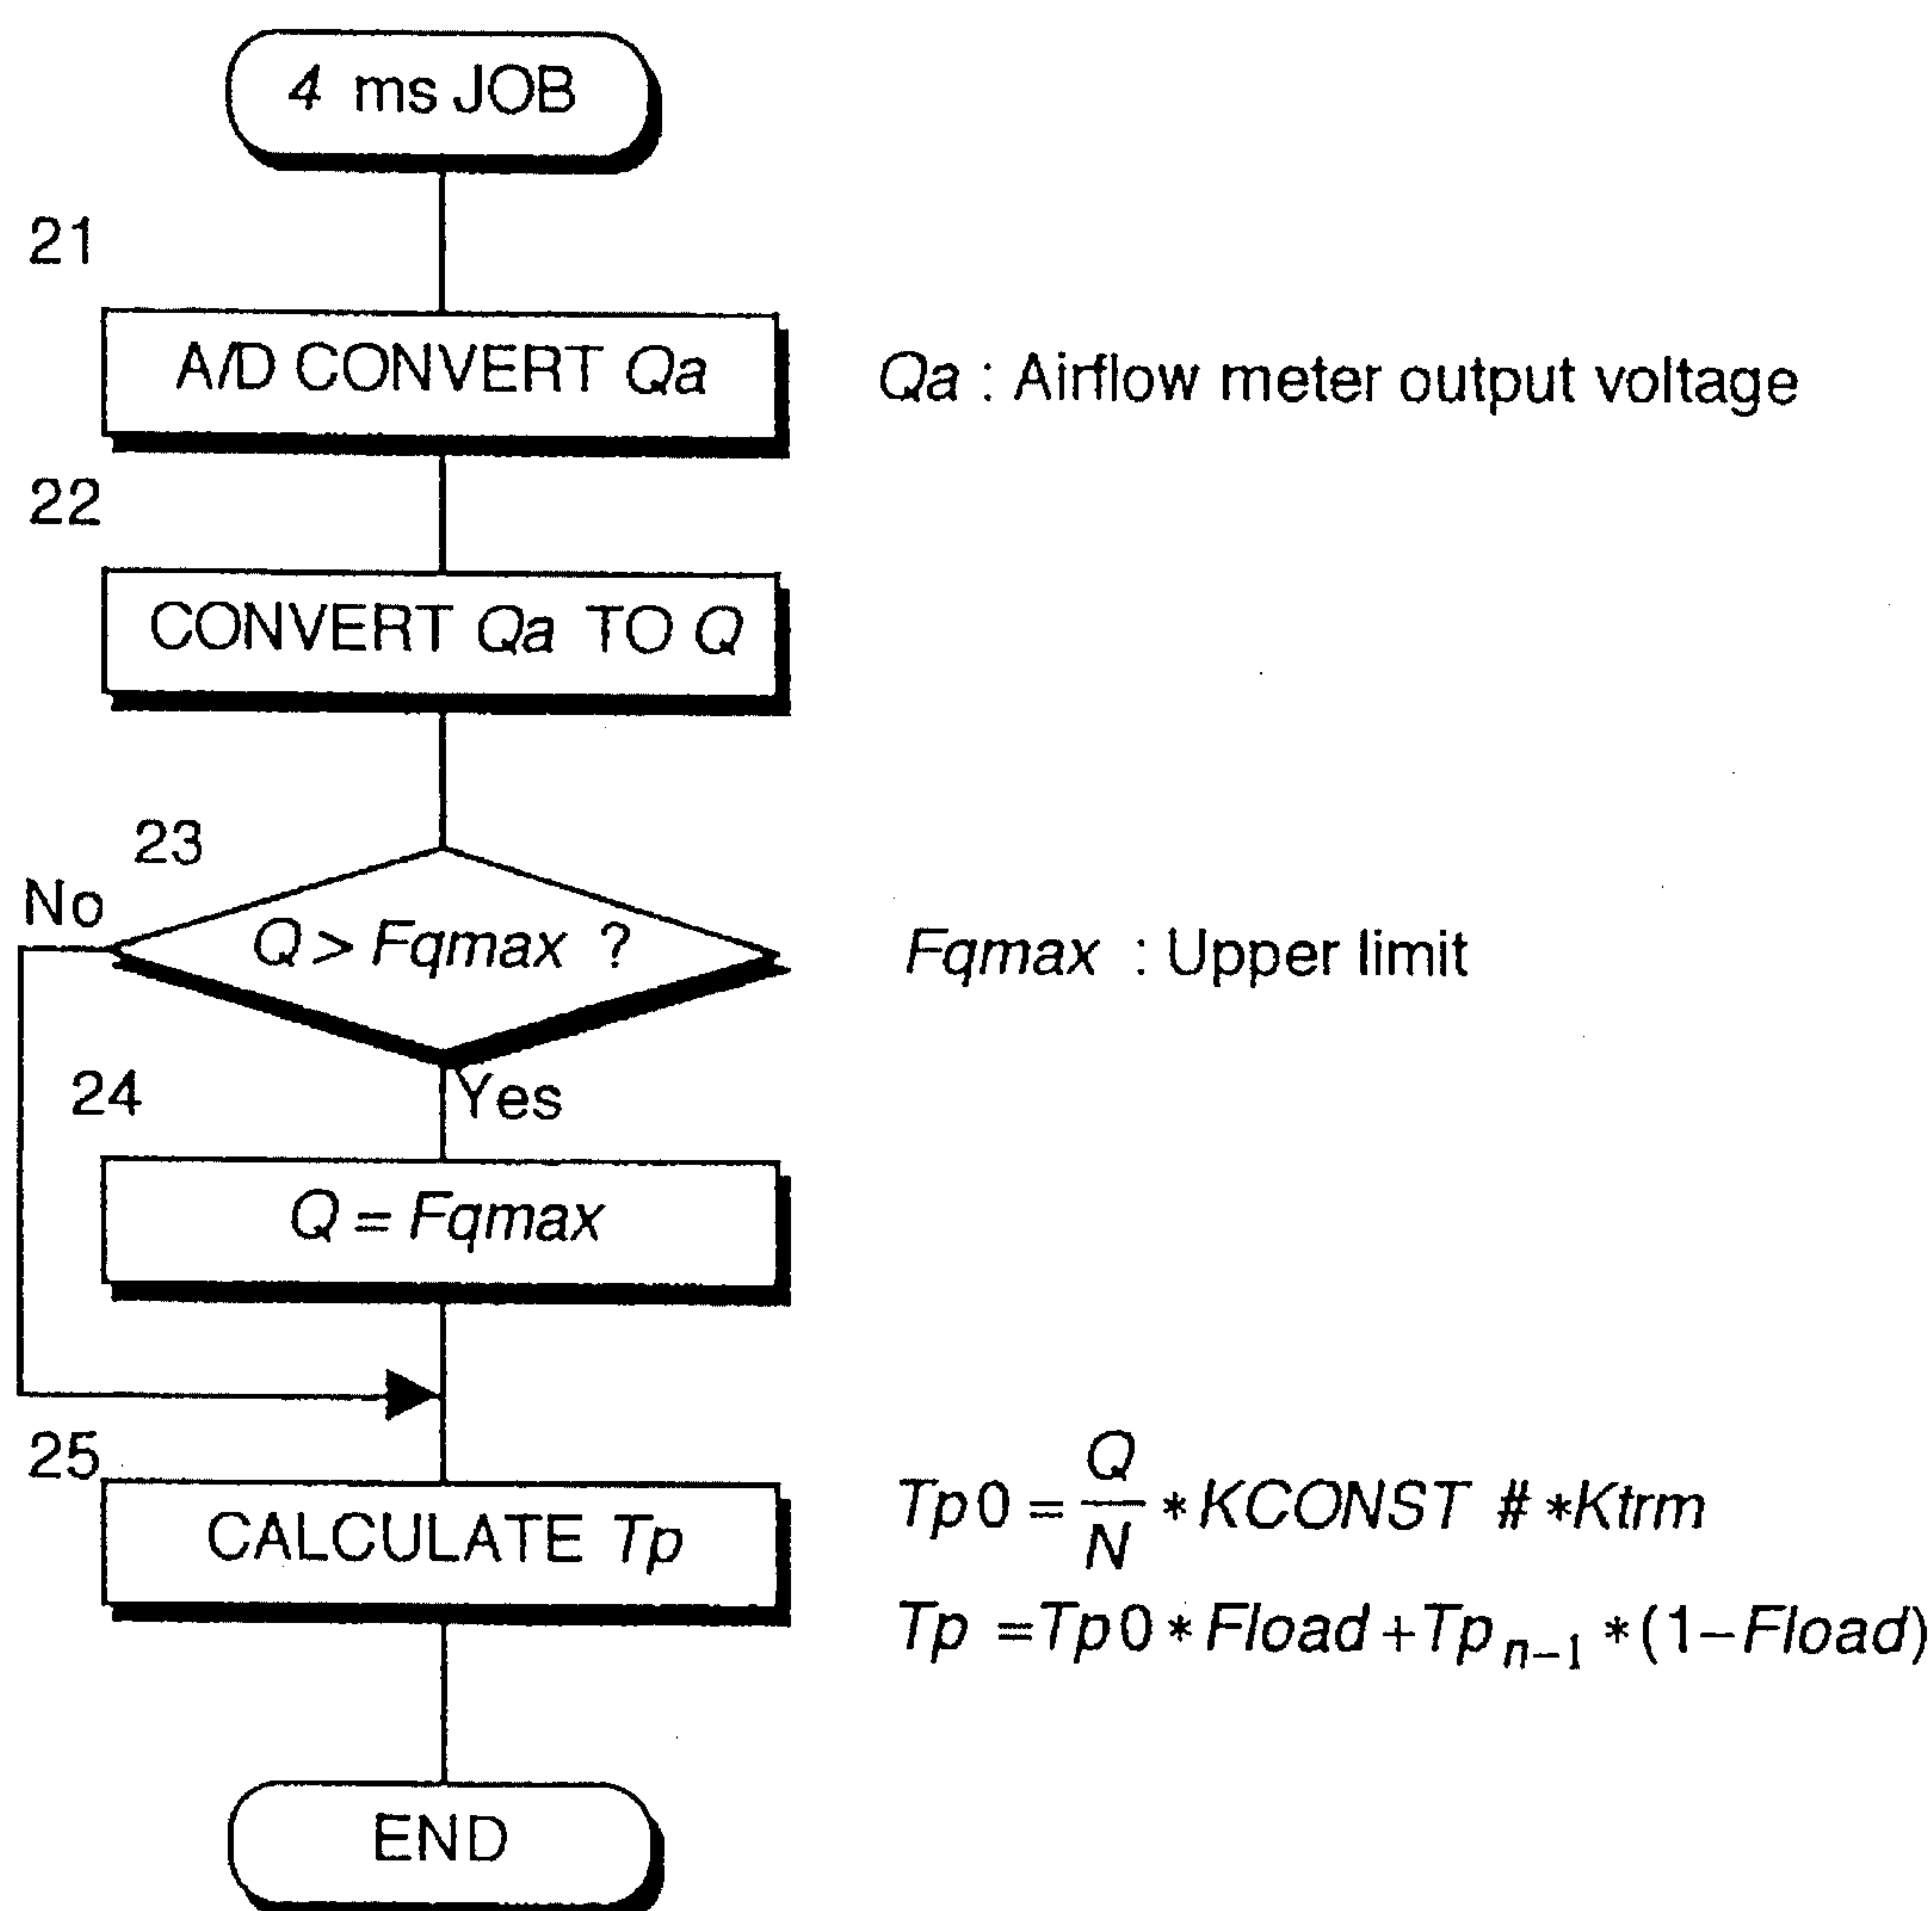 4 ms JOB
21
A/D CONVERT Qa
Qa : Airflow meter output voltage
22
CONVERT Qa TO Q
23
No
Q > Fqmax ?
Fqmax : Upper limit
Yes
24
Q = Fqmax
25
CALCULATE Tp
Tp0 = Q/N *KCONST # *Ktrm
Tp =Tp0 * Fload +Tp n–1 *(1–Fload)
END